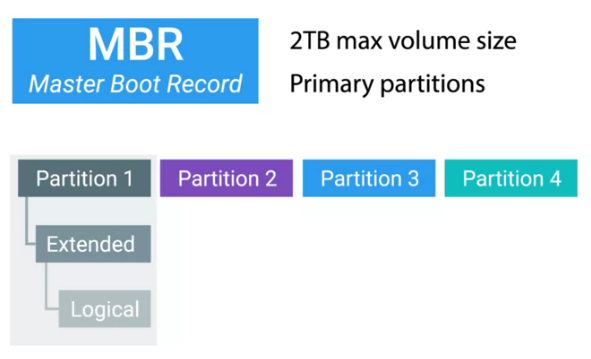 MBR
Master Boot Record
2TB max volume size
Primary partitions
Partition 1
Partition 2
Partition 3
Partition 4
Extended
Logical